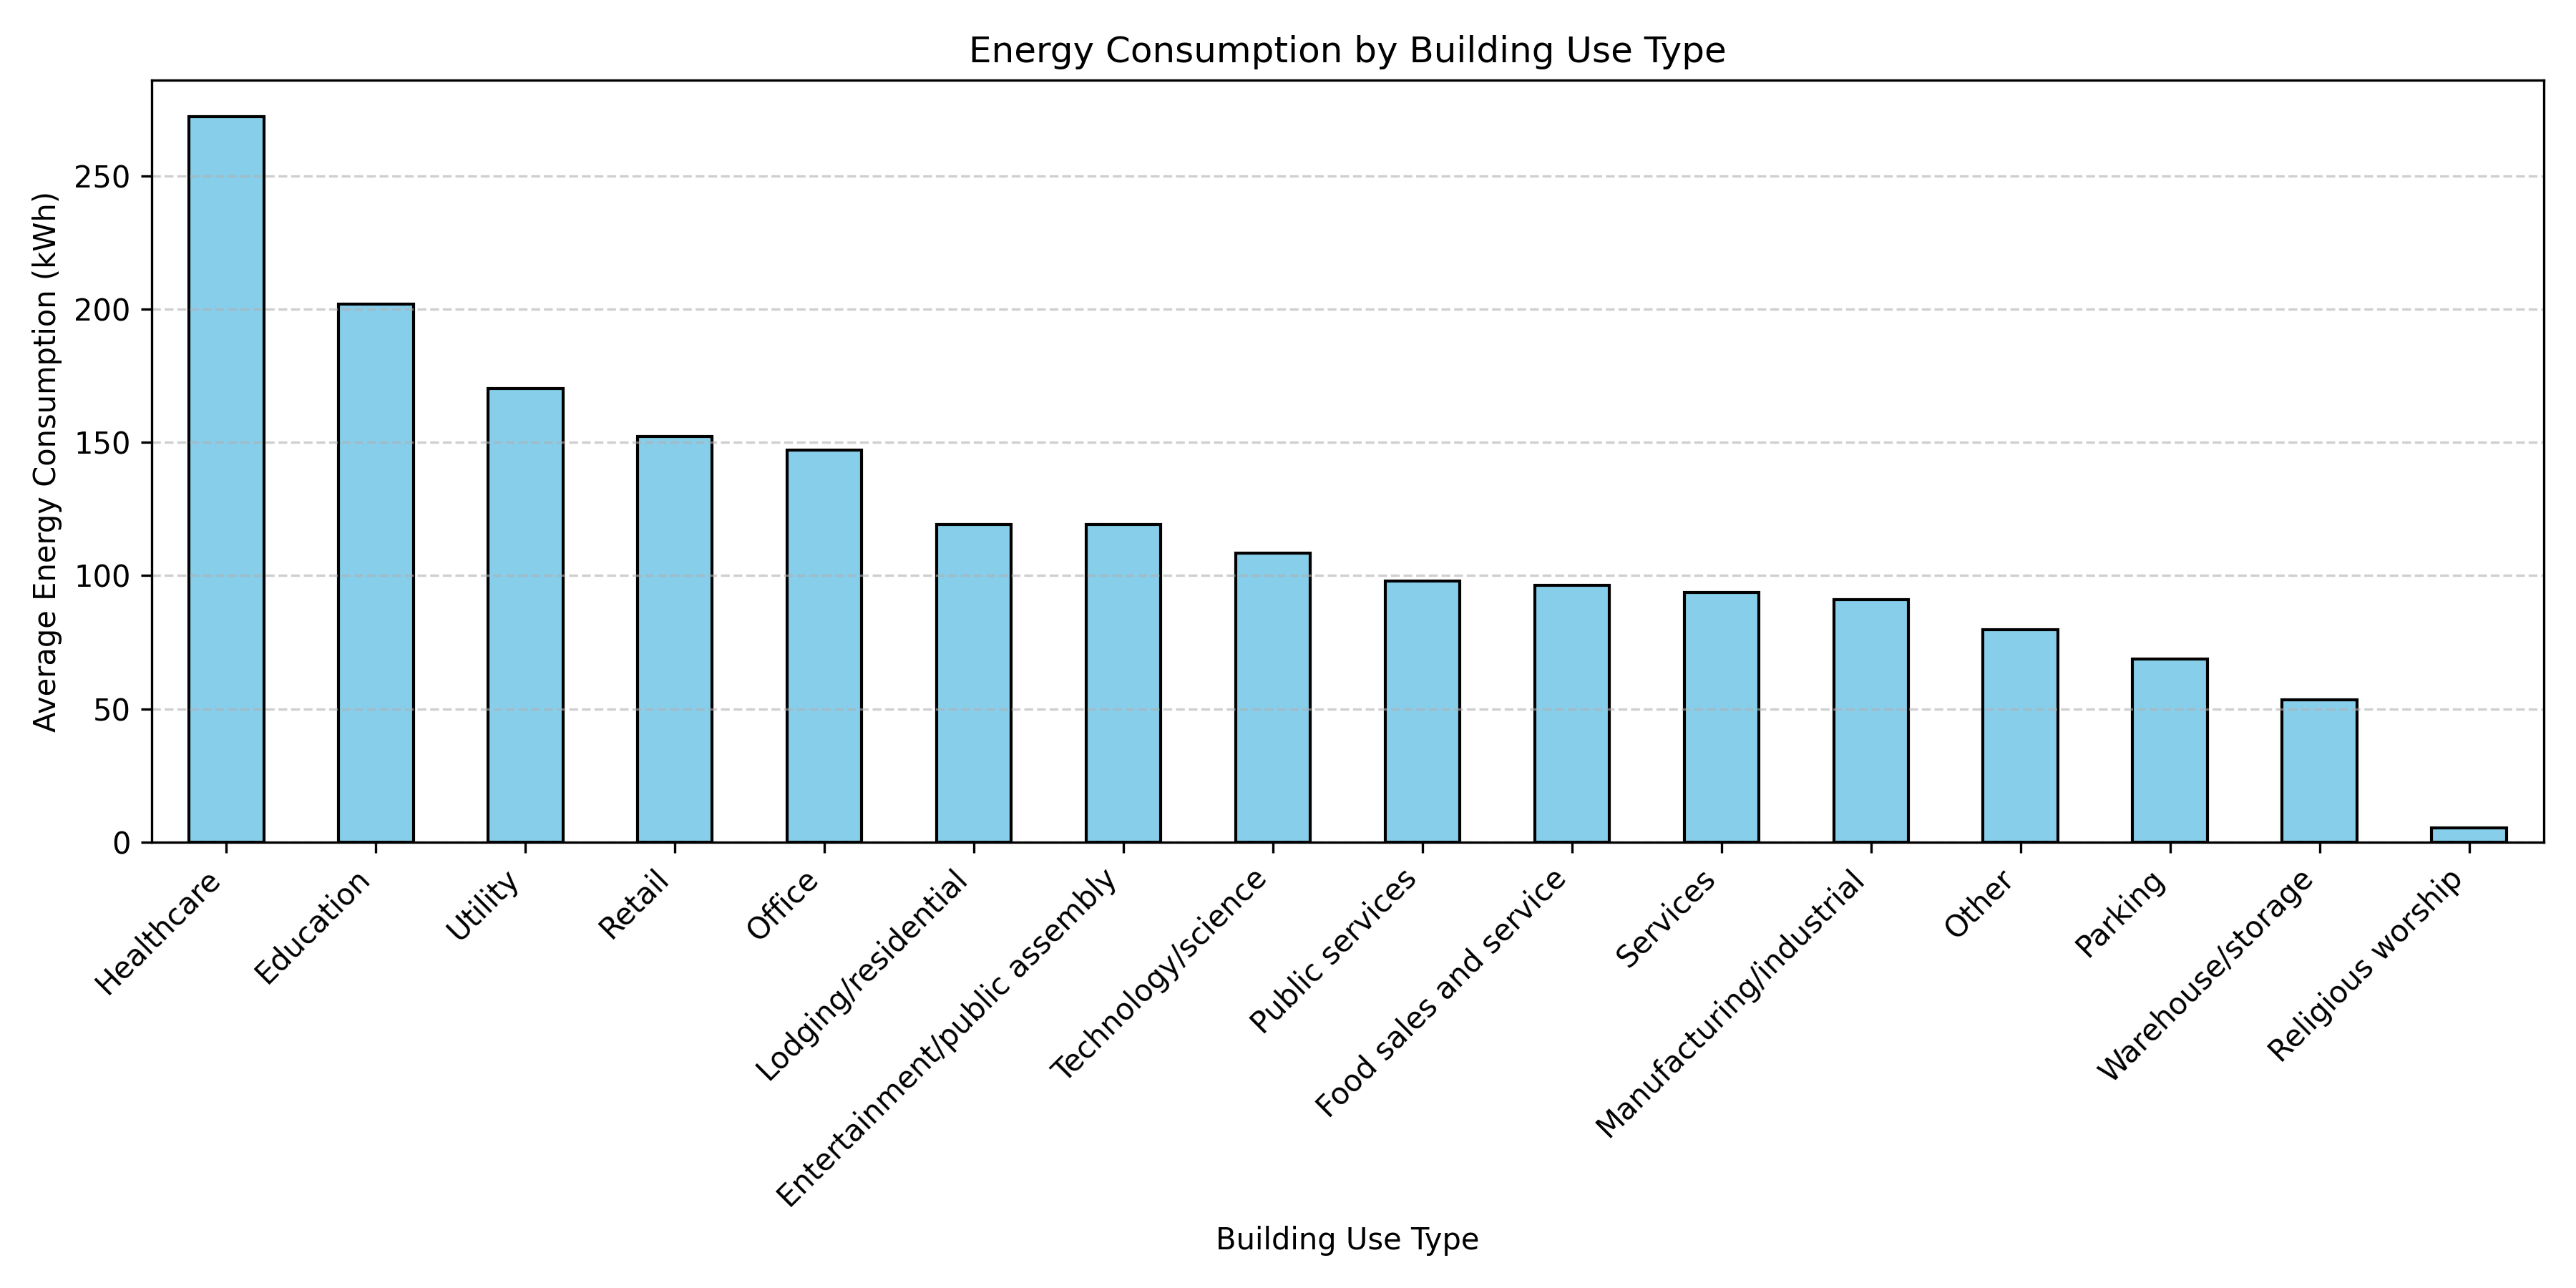 Energy Consumption by Building Use Type
Average Energy Consumption (kWh)
250
200
150
100
50
0
Healthcare
Education
Utility
Retail
Office
Lodging/residential
Entertainment/public assembly
Technology/science
Public services
Food sales and service
Services
Manufacturing/industrial
Other
Parking
Warehouse/storage
Religious worship
Building Use Type